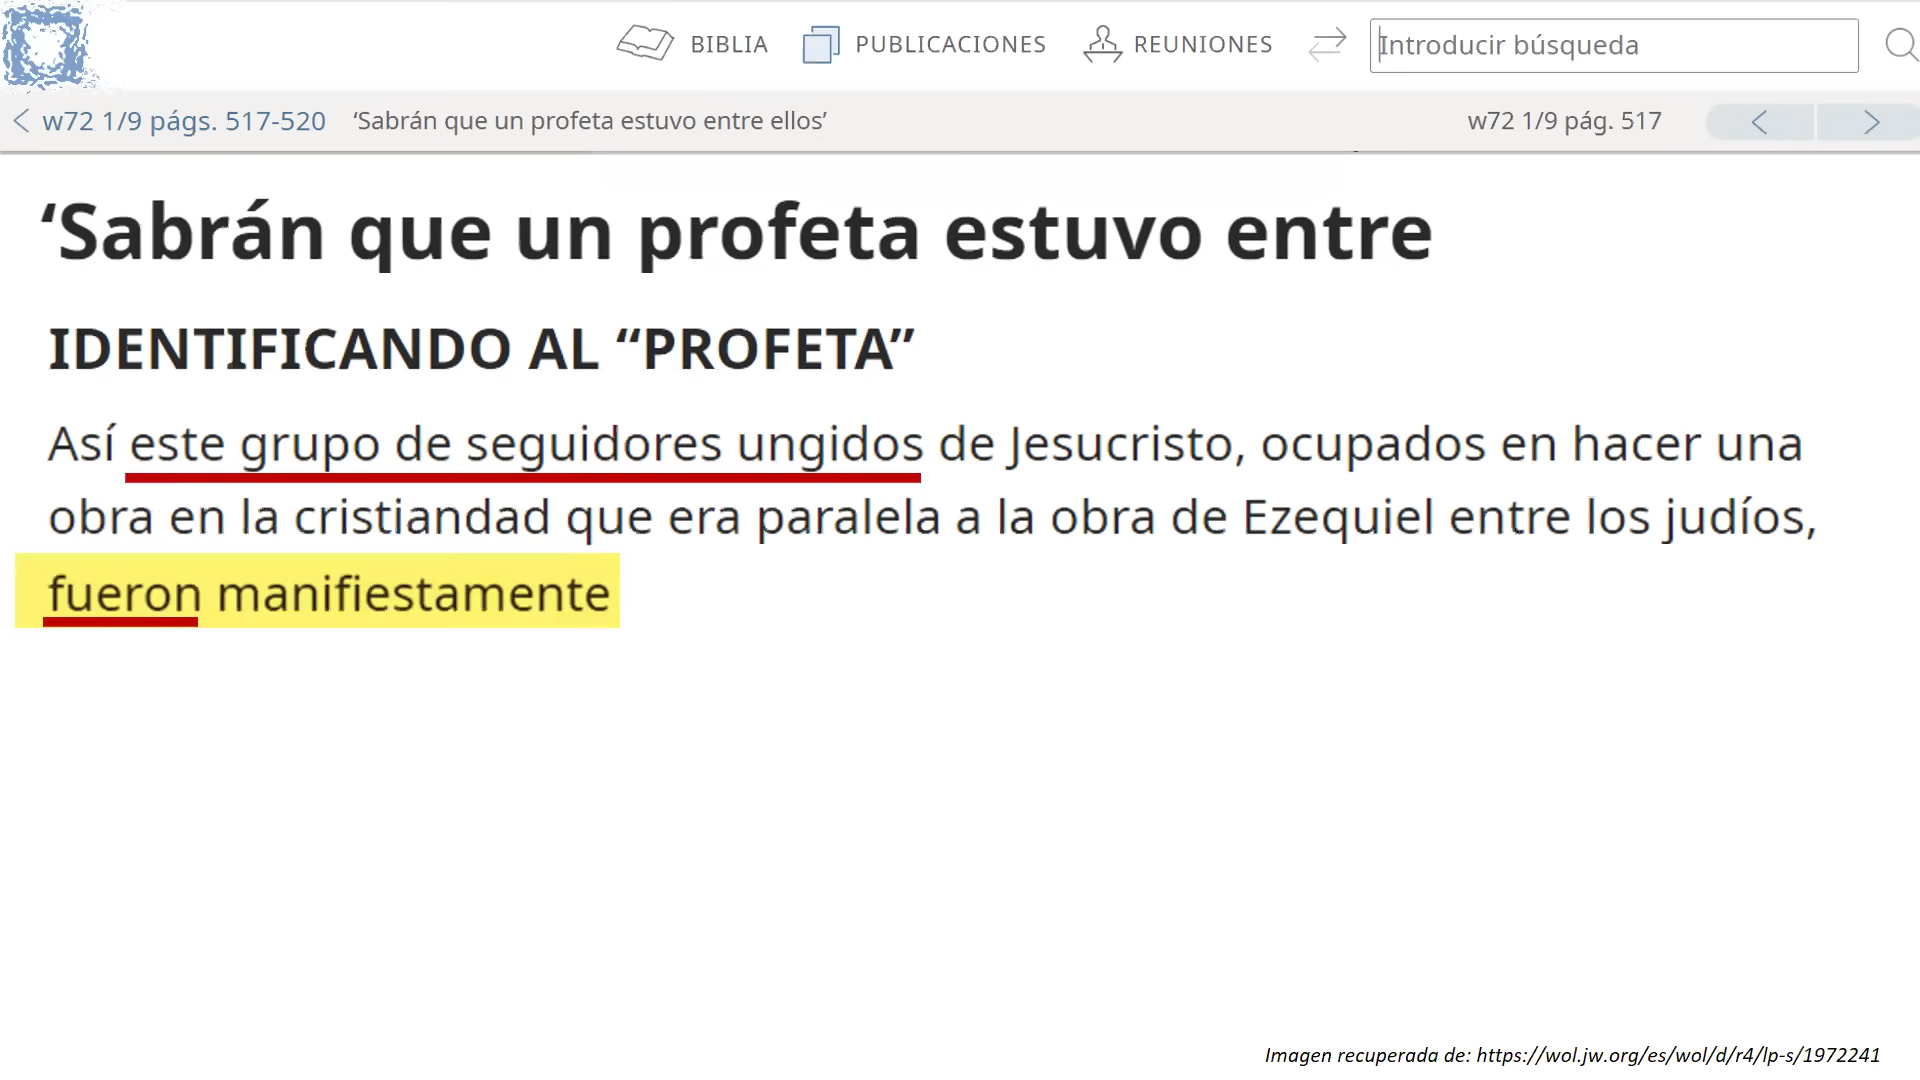 BIBLIA PUBLICACIONES REUNIONES Introducir búsqueda
w72 1/9 págs. 517-520 ‘Sabrán que un profeta estuvo entre ellos’ w72 1/9 pág. 517
‘Sabrán que un profeta estuvo entre
IDENTIFICANDO AL “PROFETA”
Así este grupo de seguidores ungidos de Jesucristo, ocupados en hacer una
obra en la cristiandad que era paralela a la obra de Ezequiel entre los judíos,
fueron manifiestamente
Imagen recuperada de: https://wol.jw.org/es/wol/d/r4/lp-s/1972241